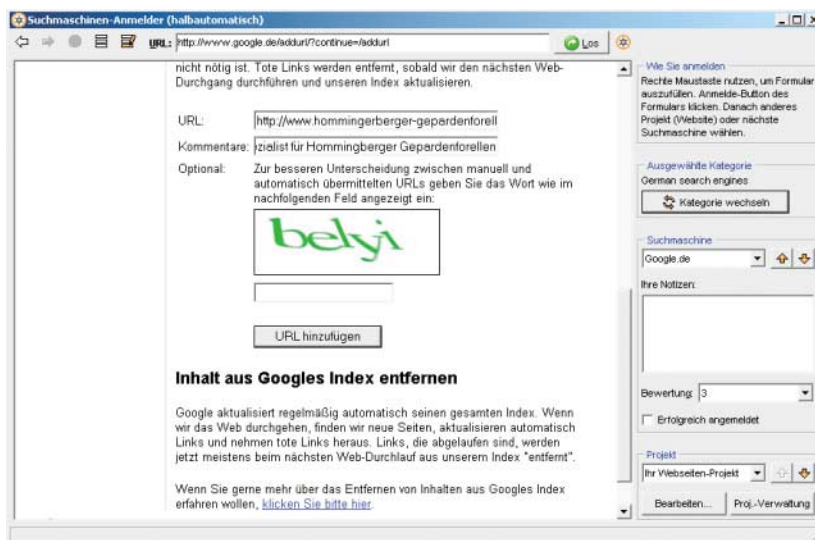 Suchmaschinen-Anmelder (halbautomatisch)
URL: http://www.google.de/addurl/?continue=/addurl
Los
nicht nötig ist. Tote Links werden entfernt, sobald wir den nächsten Web-
Durchgang durchführen und unseren Index aktualisieren.
URL: http://www.hommingerberger-gepardenforell
Kommentare: ezialist für Hommingberger Gepardenforellen
Optional: Zur besseren Unterscheidung zwischen manuell und
automatisch übermittelten URLs geben Sie das Wort wie im
nachfolgenden Feld angezeigt ein:
belyi
URL hinzufügen
Inhalt aus Googles Index entfernen
Google aktualisiert regelmäßig automatisch seinen gesamten Index. Wenn
wir das Web durchgehen, finden wir neue Seiten, aktualisieren automatisch
Links und nehmen tote Links heraus. Links, die abgelaufen sind, werden
jetzt meistens beim nächsten Web-Durchlauf aus unserem Index "entfernt".
Wenn Sie gerne mehr über das Entfernen von Inhalten aus Googles Index
erfahren wollen, klicken Sie bitte hier.
Wie Sie anmelden
Rechte Maustaste nutzen, um Formular
auszufüllen. Anmelde-Button des
Formulars klicken. Danach anderes
Projekt (Website) oder nächste
Suchmaschine wählen.
Ausgewählte Kategorie
German search engines
Kategorie wechseln
Suchmaschine
Google.de
Ihre Notizen:
Bewertung: 3
Erfolgreich angemeldet
Projekt
Ihr Webseiten-Projekt
Bearbeiten... Proj.-Verwaltung